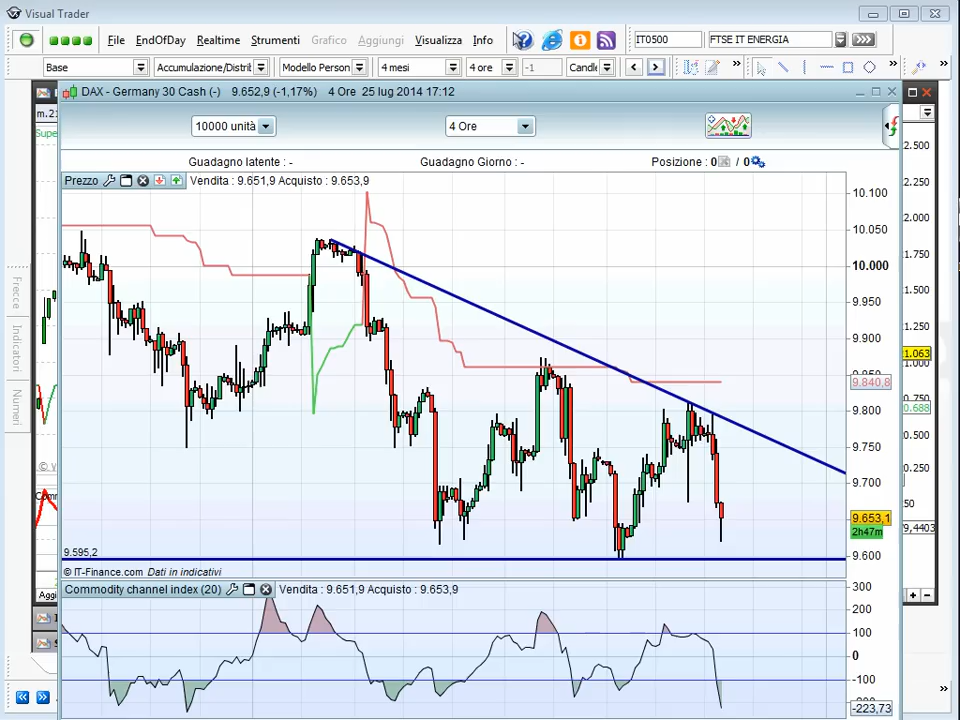 Visual Trader
File EndOfDay Realtime Strumenti Grafico Aggiungi Visualizza Info IT0500 FTSE IT ENERGIA
Base Accumulazione/Distrib Modello Person 4 mesi 4 ore -1 Candle
DAX - Germany 30 Cash (-) 9.652,9 (-1,17%) 4 Ore 25 lug 2014 17:12
10000 unità 4 Ore
Guadagno latente : - Guadagno Giorno : - Posizione : 0 / 0
Prezzo Vendita : 9.651,9 Acquisto : 9.653,9
10.100
10.050
10.000
9.950
9.900
9.840,8
9.800
9.750
9.700
9.653,1
2h47m
9.600
9.595,2
© IT-Finance.com Dati in indicativi
Commodity channel index (20) Vendita : 9.651,9 Acquisto : 9.653,9
300
200
100
0
-100
-223,73
2.500
2.250
2.000
1.750
1.500
1.250
1.063
1.000
0.750
0.688
0.500
0.250
Frecce
Indicatori
Numeri